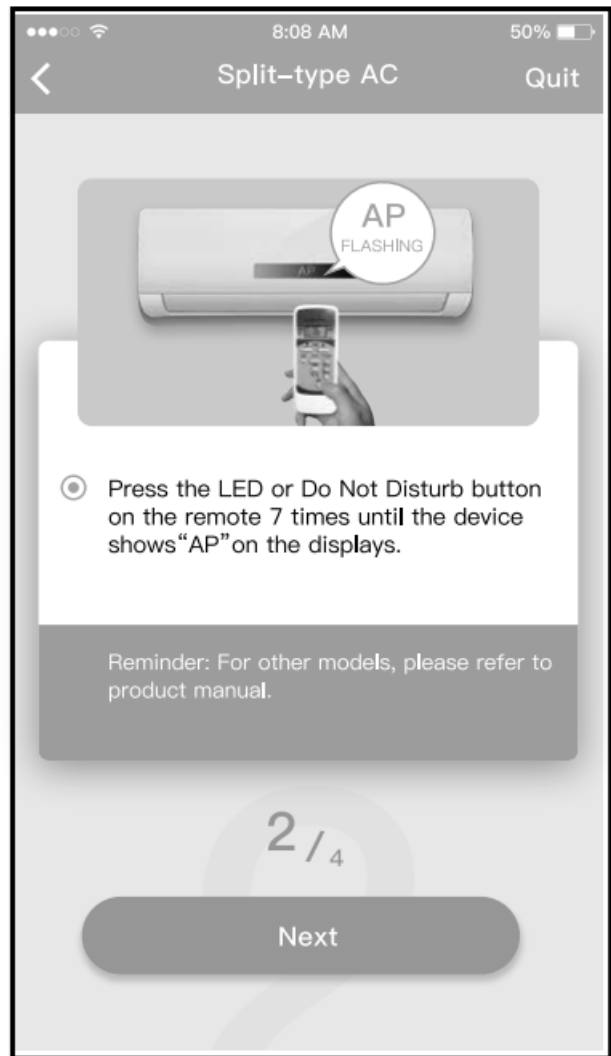 8:08 AM
50%
Split-type AC
Quit
AP
FLASHING
AP
Press the LED or Do Not Disturb button
on the remote 7 times until the device
shows“AP”on the displays.
Reminder: For other models, please refer to
product manual.
2/4
Next